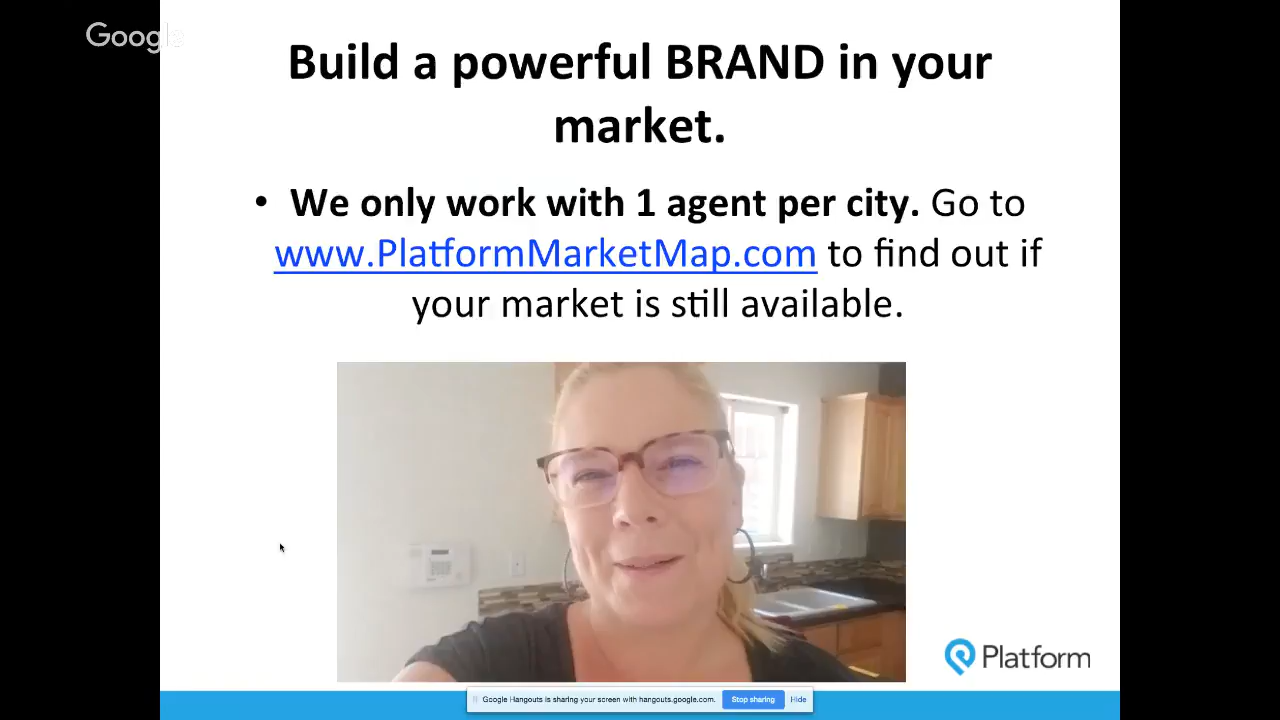 Google
Build a powerful BRAND in your
market.
• We only work with 1 agent per city. Go to
www.PlatformMarketMap.com to find out if
your market is still available.
Platform
Google Hangouts is sharing your screen with hangouts.google.com. Stop sharing Hide